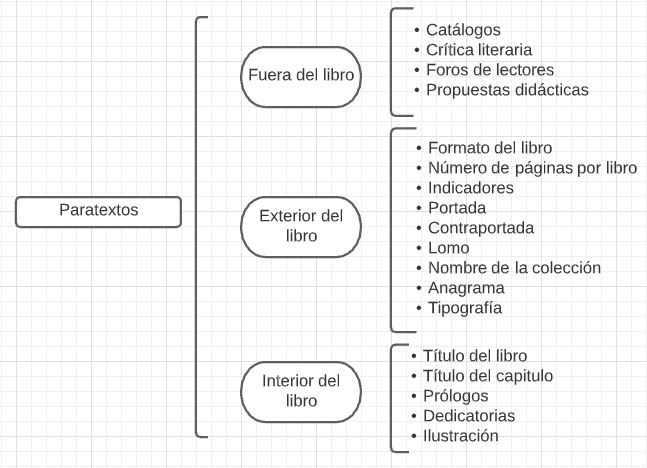 Paratextos
Fuera del libro
• Catálogos
• Crítica literaria
• Foros de lectores
• Propuestas didácticas
Exterior del
libro
• Formato del libro
• Número de páginas por libro
• Indicadores
• Portada
• Contraportada
• Lomo
• Nombre de la colección
• Anagrama
• Tipografía
Interior del
libro
• Título del libro
• Título del capitulo
• Prólogos
• Dedicatorias
• Ilustración